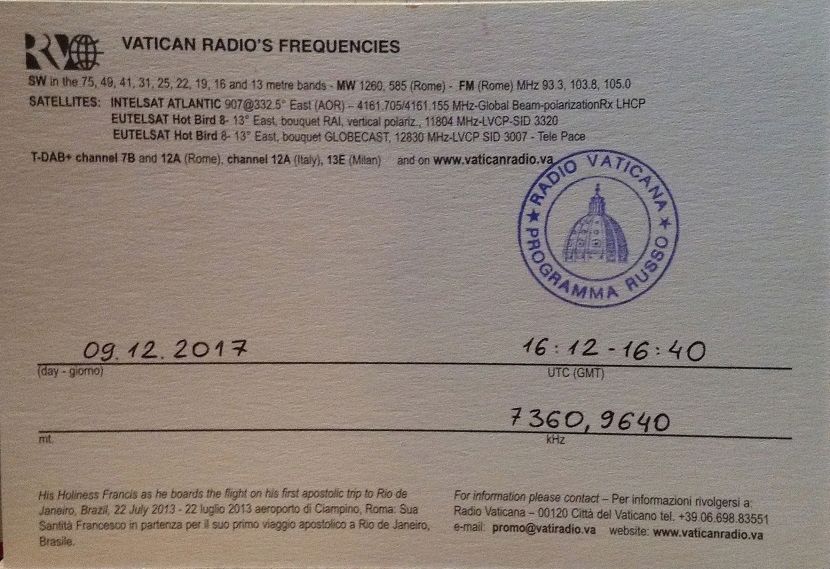 RV
VATICAN RADIO'S FREQUENCIES
SW in the 75, 49, 41, 31, 25, 22, 19, 16 and 13 metre bands - MW 1260, 585 (Rome) - FM (Rome) MHz 93.3, 103.8, 105.0
SATELLITES: INTELSAT ATLANTIC 907@332.5° East (AOR) – 4161.705/4161.155 MHz-Global Beam-polarizationRx LHCP
EUTELSAT Hot Bird 8- 13° East, bouquet RAI, vertical polariz., 11804 MHz-LVCP-SID 3320
EUTELSAT Hot Bird 8- 13° East, bouquet GLOBECAST, 12830 MHz-LVCP SID 3007 - Tele Pace
T-DAB+ channel 7B and 12A (Rome), channel 12A (Italy), 13E (Milan) and on www.vaticanradio.va
RADIO VATICANA
PROGRAMMA RUSSO
09.12.2017 16:12-16:40
(day - giorno) UTC (GMT)
7360, 9640
mt. kHz
His Holiness Francis as he boards the flight on his first apostolic trip to Rio de
Janeiro, Brazil, 22 July 2013 - 22 luglio 2013 aeroporto di Ciampino, Roma: Sua
Santità Francesco in partenza per il suo primo viaggio apostolico a Rio de Janeiro,
Brasile.
For information please contact – Per informazioni rivolgersi a:
Radio Vaticana – 00120 Città del Vaticano tel. +39.06.698.83551
e-mail: promo@vatiradio.va website: www.vaticanradio.va